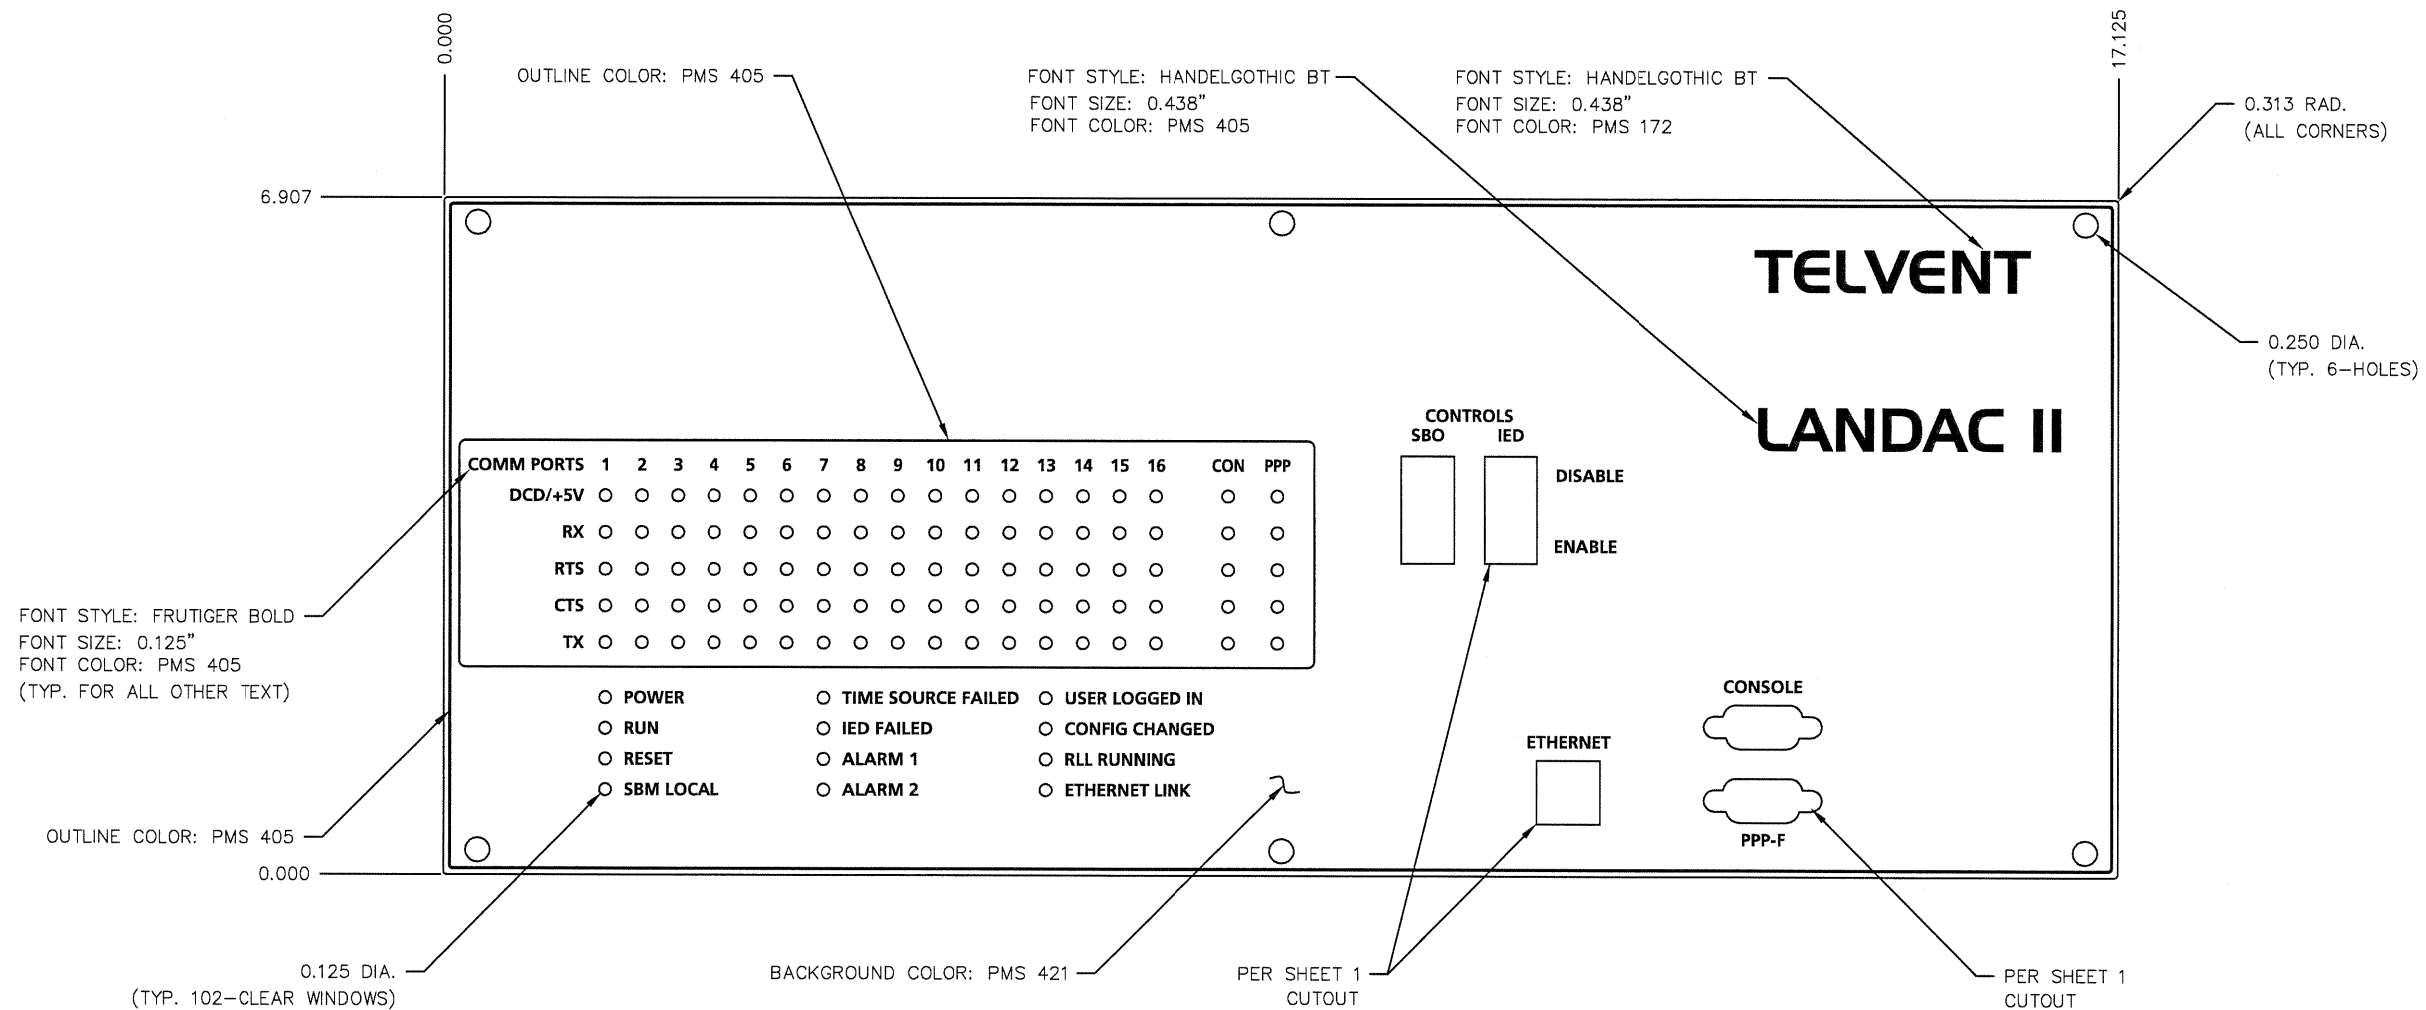 0.000
17.125
OUTLINE COLOR: PMS 405
FONT STYLE: HANDELGOTHIC BT
FONT SIZE: 0.438"
FONT COLOR: PMS 405
FONT STYLE: HANDELGOTHIC BT
FONT SIZE: 0.438"
FONT COLOR: PMS 172
0.313 RAD.
(ALL CORNERS)
6.907
TELVENT
0.250 DIA.
(TYP. 6-HOLES)
LANDAC II
CONTROLS
SBO IED
DISABLE
ENABLE
COMM PORTS 1 2 3 4 5 6 7 8 9 10 11 12 13 14 15 16 CON PPP
DCD/+5V
RX
RTS
CTS
TX
FONT STYLE: FRUTIGER BOLD
FONT SIZE: 0.125"
FONT COLOR: PMS 405
(TYP. FOR ALL OTHER TEXT)
POWER TIME SOURCE FAILED USER LOGGED IN
RUN IED FAILED CONFIG CHANGED
RESET ALARM 1 RLL RUNNING
SBM LOCAL ALARM 2 ETHERNET LINK
CONSOLE
ETHERNET
PPP-F
OUTLINE COLOR: PMS 405
0.000
0.125 DIA.
(TYP. 102-CLEAR WINDOWS)
BACKGROUND COLOR: PMS 421
PER SHEET 1
CUTOUT
PER SHEET 1
CUTOUT